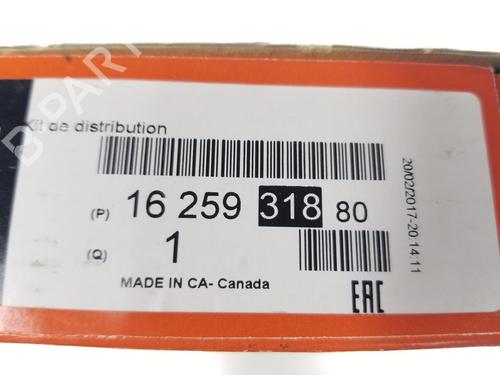 Kit de distribution
(P) 16 259 318 80
(Q) 1
MADE IN CA- Canada
EAC
20/02/2017-20:14:11
B PART